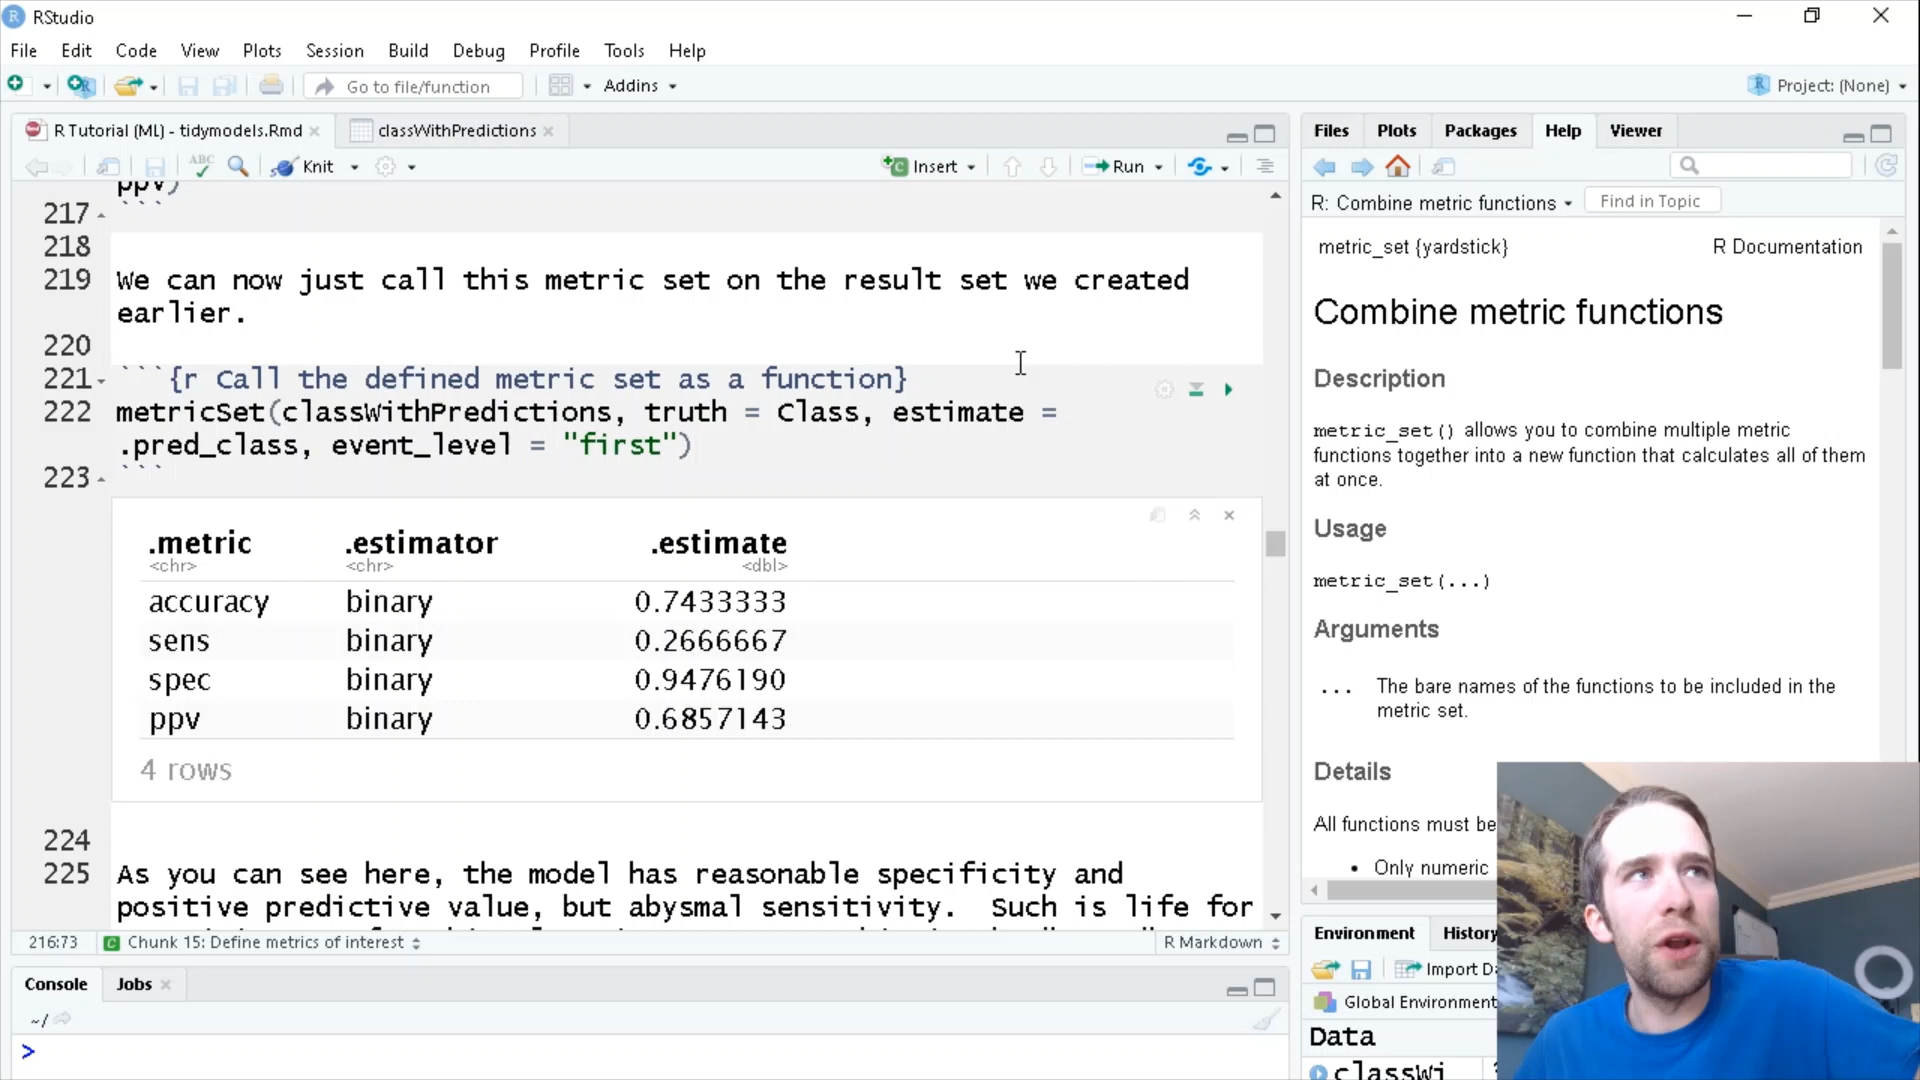 RStudio
File Edit Code View Plots Session Build Debug Profile Tools Help
Go to file/function Addins Project: (None)
R Tutorial (ML) - tidymodels.Rmd classWithPredictions
ABC Knit Insert Run
ppv)
217 ```
218
219 We can now just call this metric set on the result set we created
earlier.
220
221 ```{r Call the defined metric set as a function}
222 metricSet(classWithPredictions, truth = Class, estimate =
.pred_class, event_level = "first")
223 ```
.metric .estimator .estimate
<chr> <chr> <dbl>
accuracy binary 0.7433333
sens binary 0.2666667
spec binary 0.9476190
ppv binary 0.6857143
4 rows
224
225 As you can see here, the model has reasonable specificity and
positive predictive value, but abysmal sensitivity.  Such is life for
216:73 Chunk 15: Define metrics of interest R Markdown
Console Jobs
~/
>
Files Plots Packages Help Viewer
R: Combine metric functions Find in Topic
metric_set {yardstick} R Documentation
Combine metric functions
Description
metric_set() allows you to combine multiple metric
functions together into a new function that calculates all of them
at once.
Usage
metric_set(...)
Arguments
... The bare names of the functions to be included in the
metric set.
Details
All functions must be
• Only numeric
Environment History
Import Da
Global Environment
Data
classWi